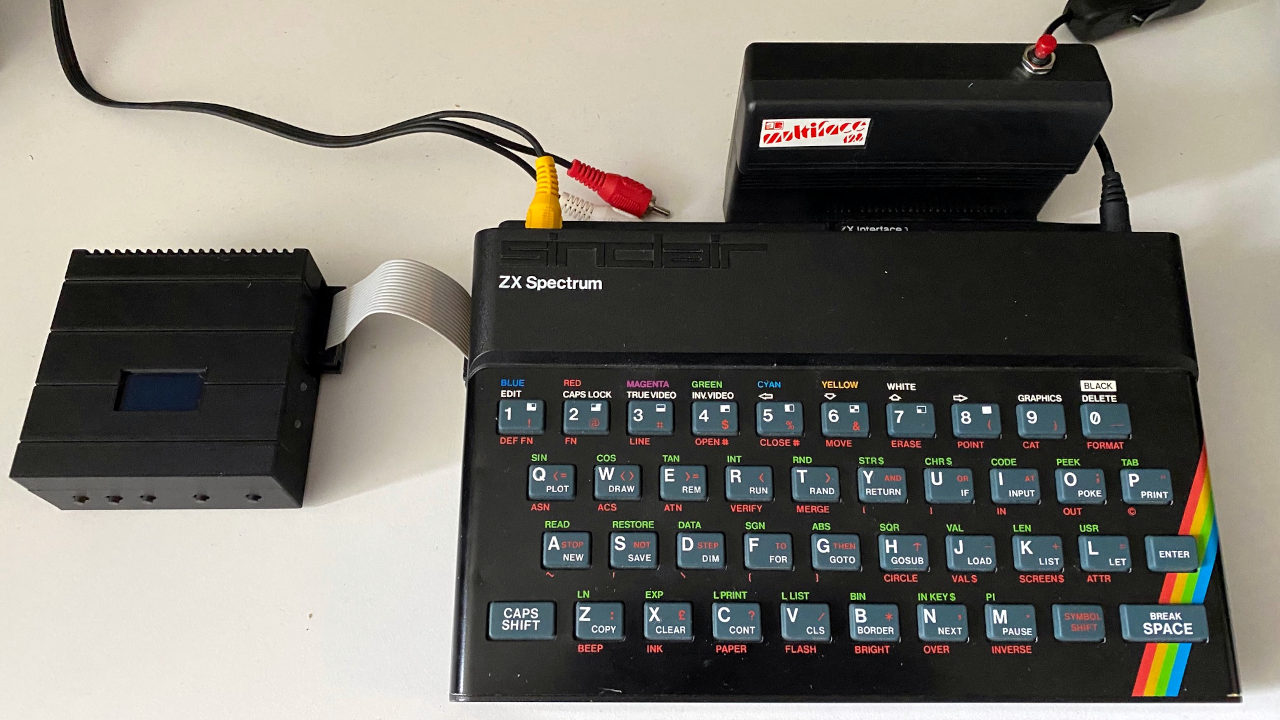 multiface
128
ZX Interface 1
sinclair
ZX Spectrum
BLUE RED MAGENTA GREEN CYAN YELLOW WHITE BLACK
EDIT CAPS LOCK TRUE VIDEO INV. VIDEO ⇦ ⇩ ⇧ ⇨ GRAPHICS DELETE
1 ! 2 @ 3 # 4 $ 5 % 6 & 7 8 ( 9 ) 0 _
DEF FN FN LINE OPEN # CLOSE # MOVE ERASE POINT CAT FORMAT
SIN COS TAN INT RND STR $ CHR $ CODE PEEK TAB
Q <= PLOT W <> DRAW E >= REM R < RUN T > RAND Y AND RETURN U OR IF I AT INPUT O ; POKE P " PRINT
ASN ACS ATN VERIFY MERGE [ ] IN OUT ©
READ RESTORE DATA SGN ABS SQR VAL LEN USR
A STOP NEW S NOT SAVE D STEP DIM F TO FOR G THEN GOTO H ↑ GOSUB J - LOAD K + LIST L = LET ENTER
~ | \ { } CIRCLE VAL $ SCREEN $ ATTR
LN EXP L PRINT L LIST BIN IN KEY $ PI
CAPS SHIFT Z : COPY X £ CLEAR C ? CONT V / CLS B * BORDER N , NEXT M . PAUSE SYMBOL SHIFT BREAK SPACE
BEEP INK PAPER FLASH BRIGHT OVER INVERSE